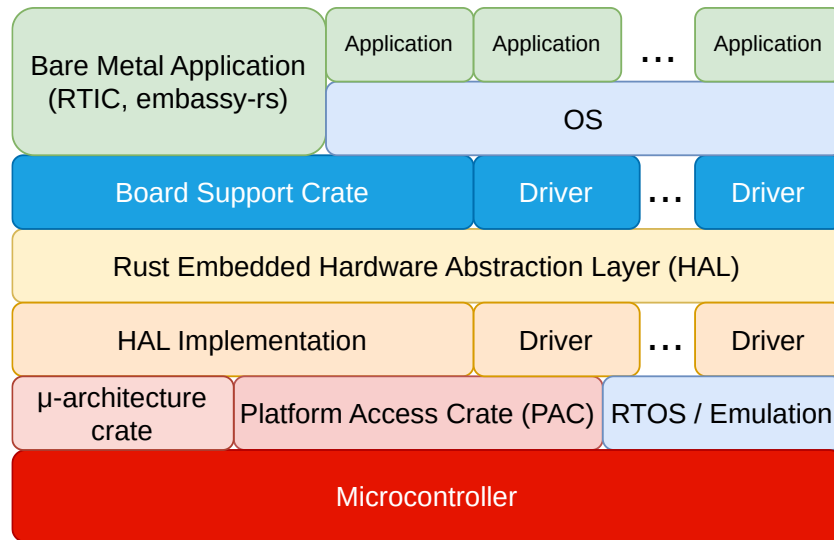 Bare Metal Application
(RTIC, embassy-rs)
Application
Application
...
Application
OS
Board Support Crate
Driver
...
Driver
Rust Embedded Hardware Abstraction Layer (HAL)
HAL Implementation
Driver
...
Driver
μ-architecture
crate
Platform Access Crate (PAC)
RTOS / Emulation
Microcontroller